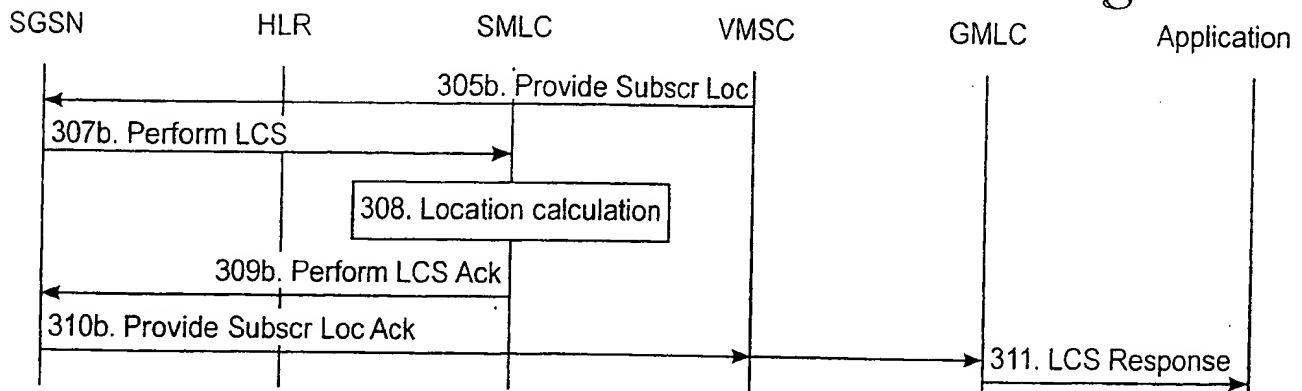 SGSN HLR SMLC VMSC GMLC Application
305b. Provide Subscr Loc
307b. Perform LCS
308. Location calculation
309b. Perform LCS Ack
310b. Provide Subscr Loc Ack
311. LCS Response